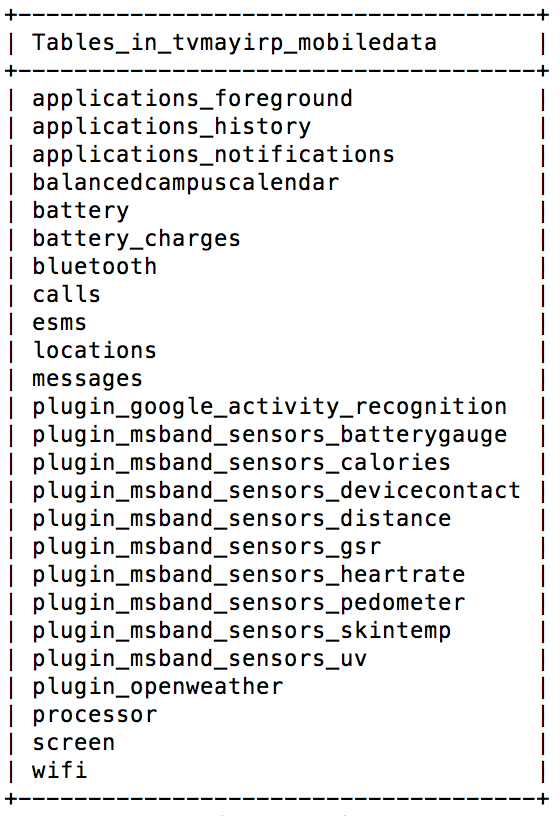 +-------------------------------------+
| Tables_in_tvmayirp_mobiledata       |
+-------------------------------------+
| applications_foreground             |
| applications_history                |
| applications_notifications          |
| balancedcampuscalendar              |
| battery                             |
| battery_charges                     |
| bluetooth                           |
| calls                               |
| esms                                |
| locations                           |
| messages                            |
| plugin_google_activity_recognition  |
| plugin_msband_sensors_batterygauge  |
| plugin_msband_sensors_calories      |
| plugin_msband_sensors_devicecontact |
| plugin_msband_sensors_distance      |
| plugin_msband_sensors_gsr           |
| plugin_msband_sensors_heartrate     |
| plugin_msband_sensors_pedometer     |
| plugin_msband_sensors_skintemp      |
| plugin_msband_sensors_uv            |
| plugin_openweather                  |
| processor                           |
| screen                              |
| wifi                                |
+-------------------------------------+